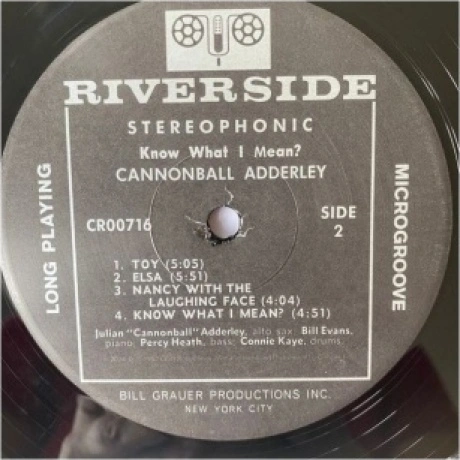 RIVERSIDE
STEREOPHONIC
Know What I Mean?
CANNONBALL ADDERLEY
LONG PLAYING
MICROGROOVE
CR00716
SIDE
2
1. TOY (5:05)
2. ELSA (5:51)
3. NANCY WITH THE
LAUGHING FACE (4:04)
4. KNOW WHAT I MEAN? (4:51)
Julian "Cannonball" Adderley, alto sax; Bill Evans,
piano; Percy Heath, bass; Connie Kaye, drums.
BILL GRAUER PRODUCTIONS INC.
NEW YORK CITY